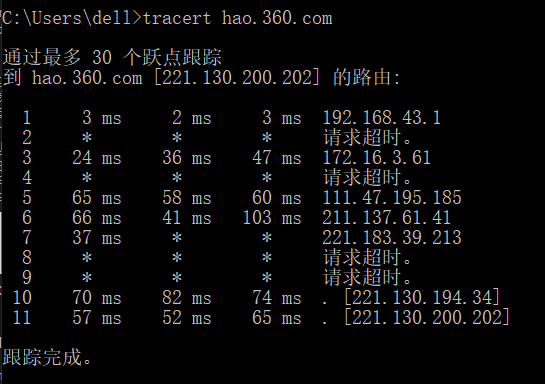 C:\Users\dell>tracert hao.360.com
通过最多 30 个跃点跟踪
到 hao.360.com [221.130.200.202] 的路由:
1 3 ms 2 ms 3 ms 192.168.43.1
2 * * * 请求超时。
3 24 ms 36 ms 47 ms 172.16.3.61
4 * * * 请求超时。
5 65 ms 58 ms 60 ms 111.47.195.185
6 66 ms 41 ms 103 ms 211.137.61.41
7 37 ms * * 221.183.39.213
8 * * * 请求超时。
9 * * * 请求超时。
10 70 ms 82 ms 74 ms . [221.130.194.34]
11 57 ms 52 ms 65 ms . [221.130.200.202]
跟踪完成。